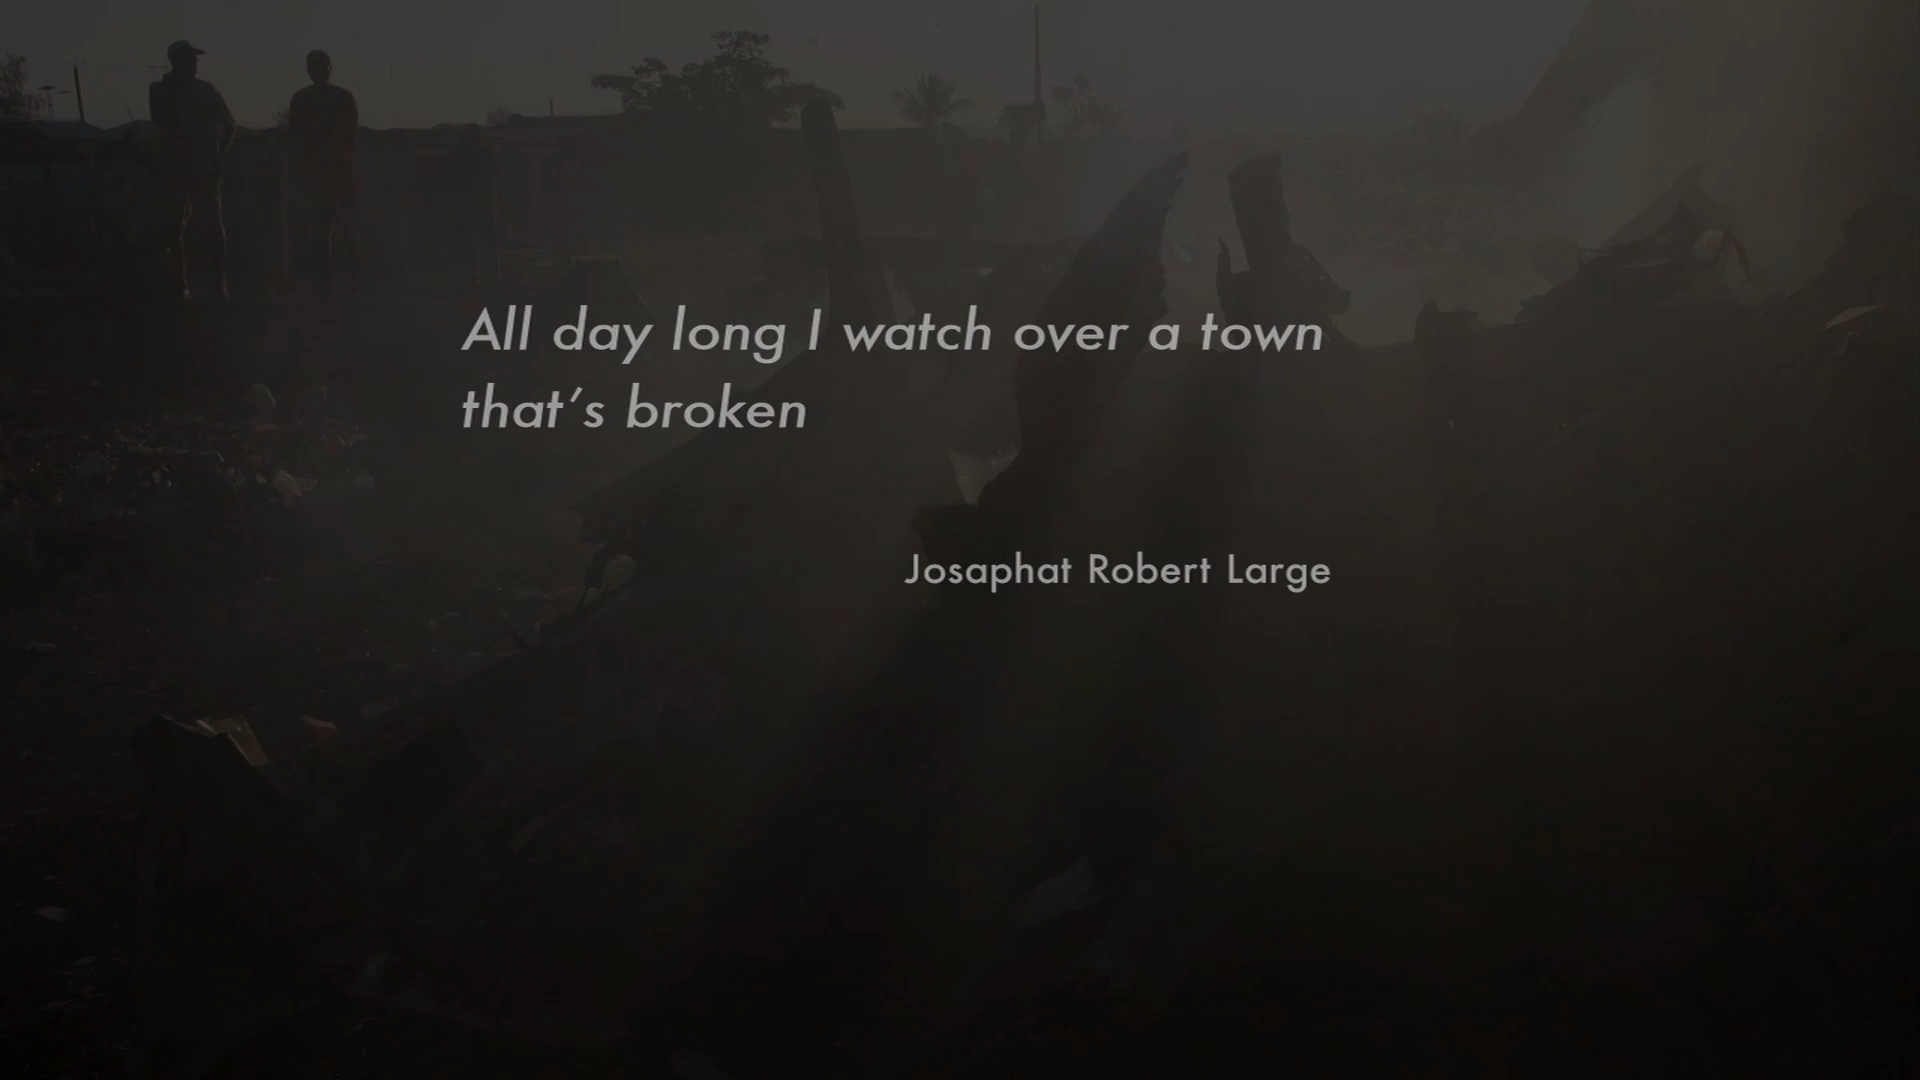 All day long I watch over a town
that’s broken
Josaphat Robert Large